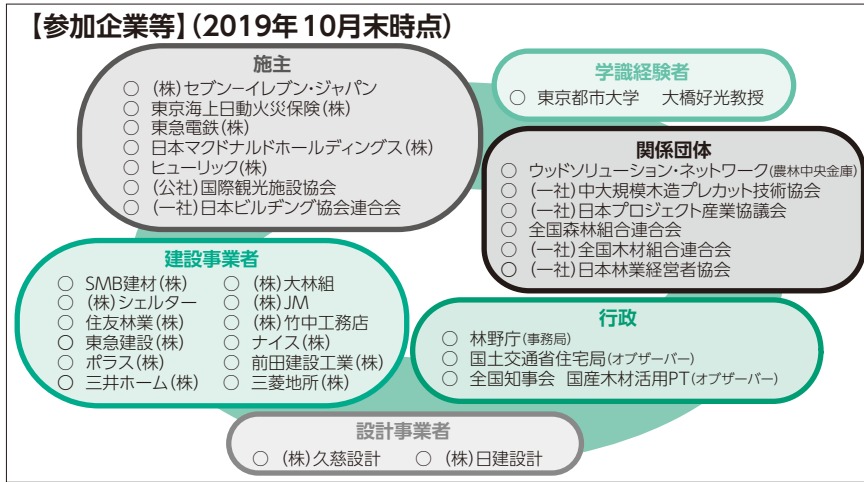 【参加企業等】(2019年10月末時点)
施主
○ (株)セブン−イレブン・ジャパン
○ 東京海上日動火災保険(株)
○ 東急電鉄(株)
○ 日本マクドナルドホールディングス(株)
○ ヒューリック(株)
○ (公社)国際観光施設協会
○ (一社)日本ビルヂング協会連合会
学識経験者
○ 東京都市大学 大橋好光教授
関係団体
○ ウッドソリューション・ネットワーク(農林中央金庫)
○ (一社)中大規模木造プレカット技術協会
○ (一社)日本プロジェクト産業協議会
○ 全国森林組合連合会
○ (一社)全国木材組合連合会
○ (一社)日本林業経営者協会
建設事業者
○ SMB建材(株) ○ (株)大林組
○ (株)シェルター ○ (株)JM
○ 住友林業(株) ○ (株)竹中工務店
○ 東急建設(株) ○ ナイス(株)
○ ポラス(株) ○ 前田建設工業(株)
○ 三井ホーム(株) ○ 三菱地所(株)
行政
○ 林野庁(事務局)
○ 国土交通省住宅局(オブザーバー)
○ 全国知事会 国産木材活用PT(オブザーバー)
設計事業者
○ (株)久慈設計 ○ (株)日建設計